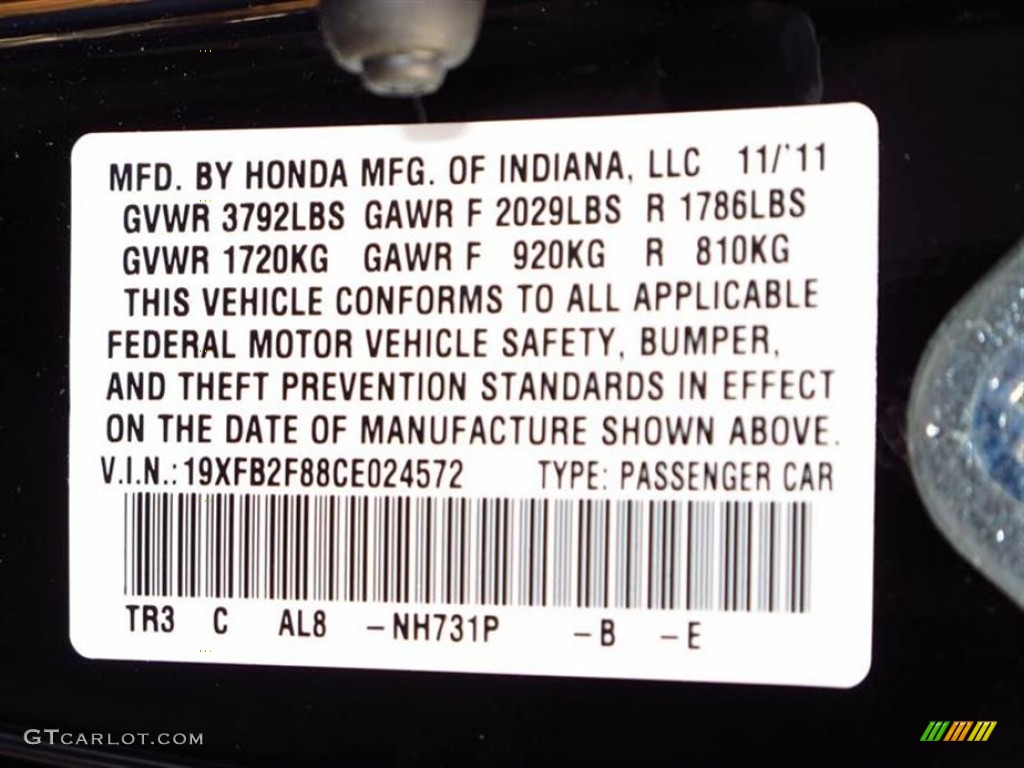 MFD. BY HONDA MFG. OF INDIANA, LLC 11/'11
GVWR 3792LBS GAWR F 2029LBS R 1786LBS
GVWR 1720KG GAWR F 920KG R 810KG
THIS VEHICLE CONFORMS TO ALL APPLICABLE
FEDERAL MOTOR VEHICLE SAFETY, BUMPER,
AND THEFT PREVENTION STANDARDS IN EFFECT
ON THE DATE OF MANUFACTURE SHOWN ABOVE.
V.I.N.:19XFB2F88CE024572 TYPE: PASSENGER CAR
TR3 C AL8 -NH731P -B -E
GTCARLOT.COM